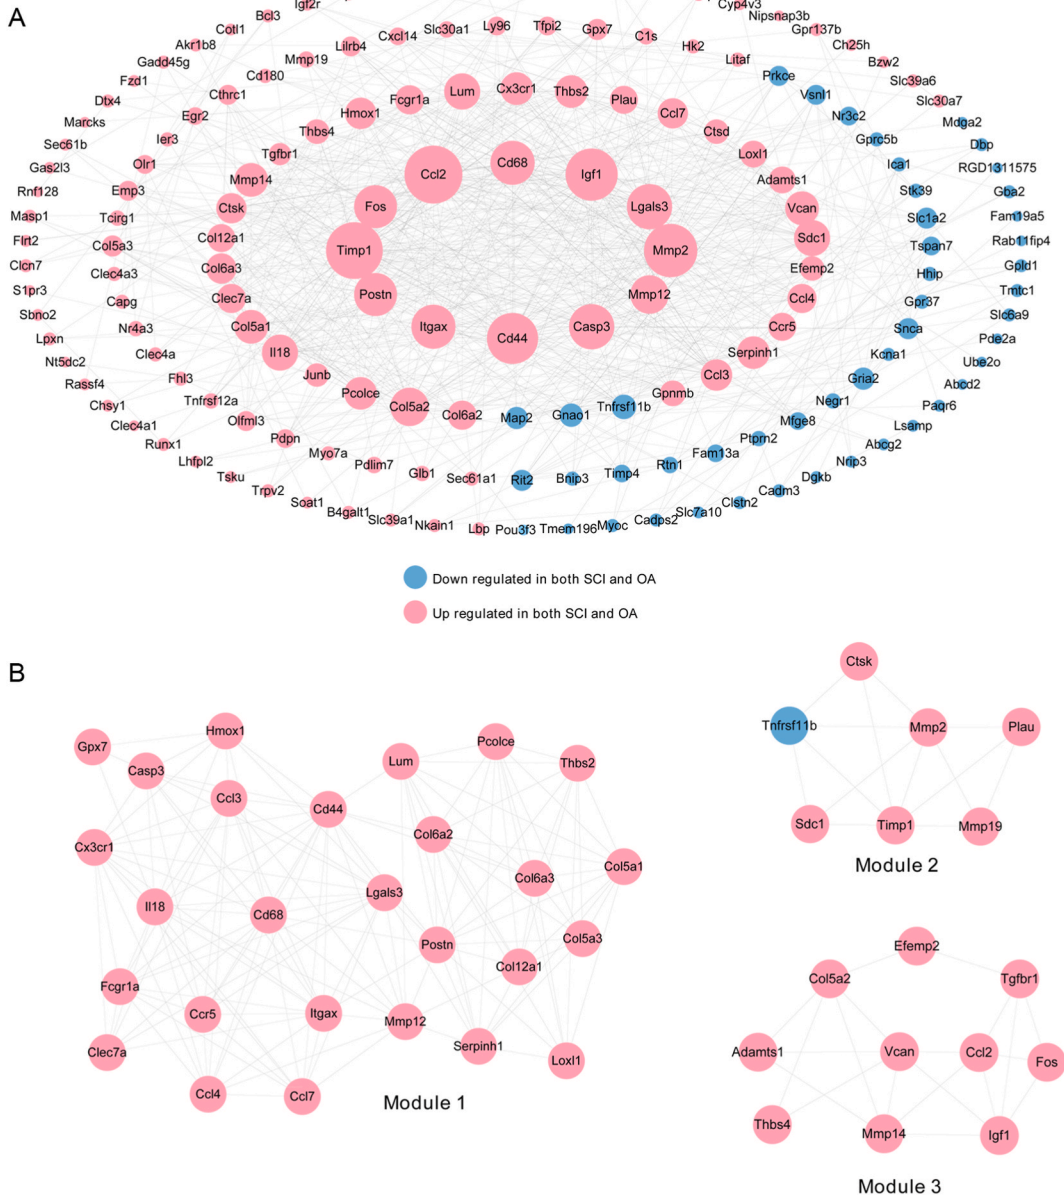 A
Igf2r
Cyp4v3
Bcl3
Nipsnap3b
Cotl1
Slc30a1
Ly96
Tfpi2
Gpx7
C1s
Gpr137b
Akr1b8
Lilrb4
Cxcl14
Hk2
Ch25h
Gadd45g
Mmp19
Litaf
Bzw2
Fzd1
Cd180
Prkce
Slc39a6
Dtx4
Cthrc1
Fcgr1a
Lum
Cx3cr1
Thbs2
Plau
Vsnl1
Slc30a7
Marcks
Egr2
Hmox1
Ccl7
Nr3c2
Mdga2
Sec61b
Ier3
Thbs4
Ctsd
Gprc5b
Dbp
Gas2l3
Olr1
Tgfbr1
Loxl1
Ica1
RGD1311575
Rnf128
Emp3
Mmp14
Ccl2
Cd68
Igf1
Adamts1
Stk39
Gba2
Masp1
Tcirg1
Ctsk
Fos
Lgals3
Vcan
Slc1a2
Fam19a5
Flrt2
Col5a3
Col12a1
Timp1
Mmp2
Sdc1
Tspan7
Rab11fip4
Clcn7
Clec4a3
Col6a3
Efemp2
Hhip
Gpld1
S1pr3
Capg
Clec7a
Postn
Mmp12
Ccl4
Gpr37
Tmtc1
Sbno2
Nr4a3
Col5a1
Itgax
Cd44
Casp3
Ccr5
Snca
Slc6a9
Lpxn
Clec4a
Il18
Serpinh1
Kcna1
Pde2a
Nt5dc2
Fhl3
Junb
Ccl3
Gria2
Ube2o
Rassf4
Tnfrsf12a
Pcolce
Col5a2
Col6a2
Map2
Gnao1
Tnfrsf11b
Gpnmb
Negr1
Abcd2
Chsy1
Olfml3
Mfge8
Paqr6
Clec4a1
Pdpn
Ptprn2
Lsamp
Runx1
Myo7a
Fam13a
Abcg2
Lhfpl2
Pdlim7
Glb1
Sec61a1
Rit2
Bnip3
Timp4
Rtn1
Nrip3
Tsku
Dgkb
Trpv2
Cadm3
Soat1
Clstn2
B4galt1
Slc39a1
Nkain1
Lbp
Pou3f3
Tmem196
Myoc
Cadps2
Slc7a10
Down regulated in both SCI and OA
Up regulated in both SCI and OA
B
Hmox1
Gpx7
Casp3
Ccl3
Cd44
Cx3cr1
Il18
Cd68
Lgals3
Fcgr1a
Ccr5
Itgax
Mmp12
Clec7a
Ccl4
Ccl7
Lum
Pcolce
Thbs2
Col6a2
Col6a3
Col5a1
Postn
Col12a1
Col5a3
Serpinh1
Loxl1
Module 1
Ctsk
Tnfrsf11b
Mmp2
Plau
Sdc1
Timp1
Mmp19
Module 2
Efemp2
Col5a2
Tgfbr1
Adamts1
Vcan
Ccl2
Fos
Thbs4
Mmp14
Igf1
Module 3